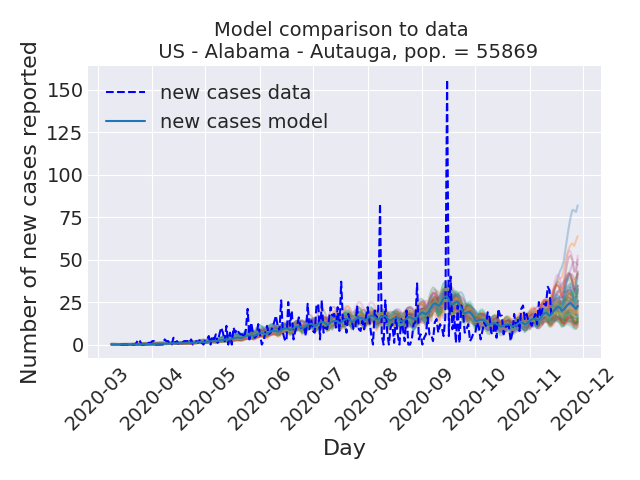 Model comparison to data
US - Alabama - Autauga, pop. = 55869
Number of new cases reported
150
125
100
75
50
25
0
new cases data
new cases model
2020-03
2020-04
2020-05
2020-06
2020-07
2020-08
2020-09
2020-10
2020-11
2020-12
Day